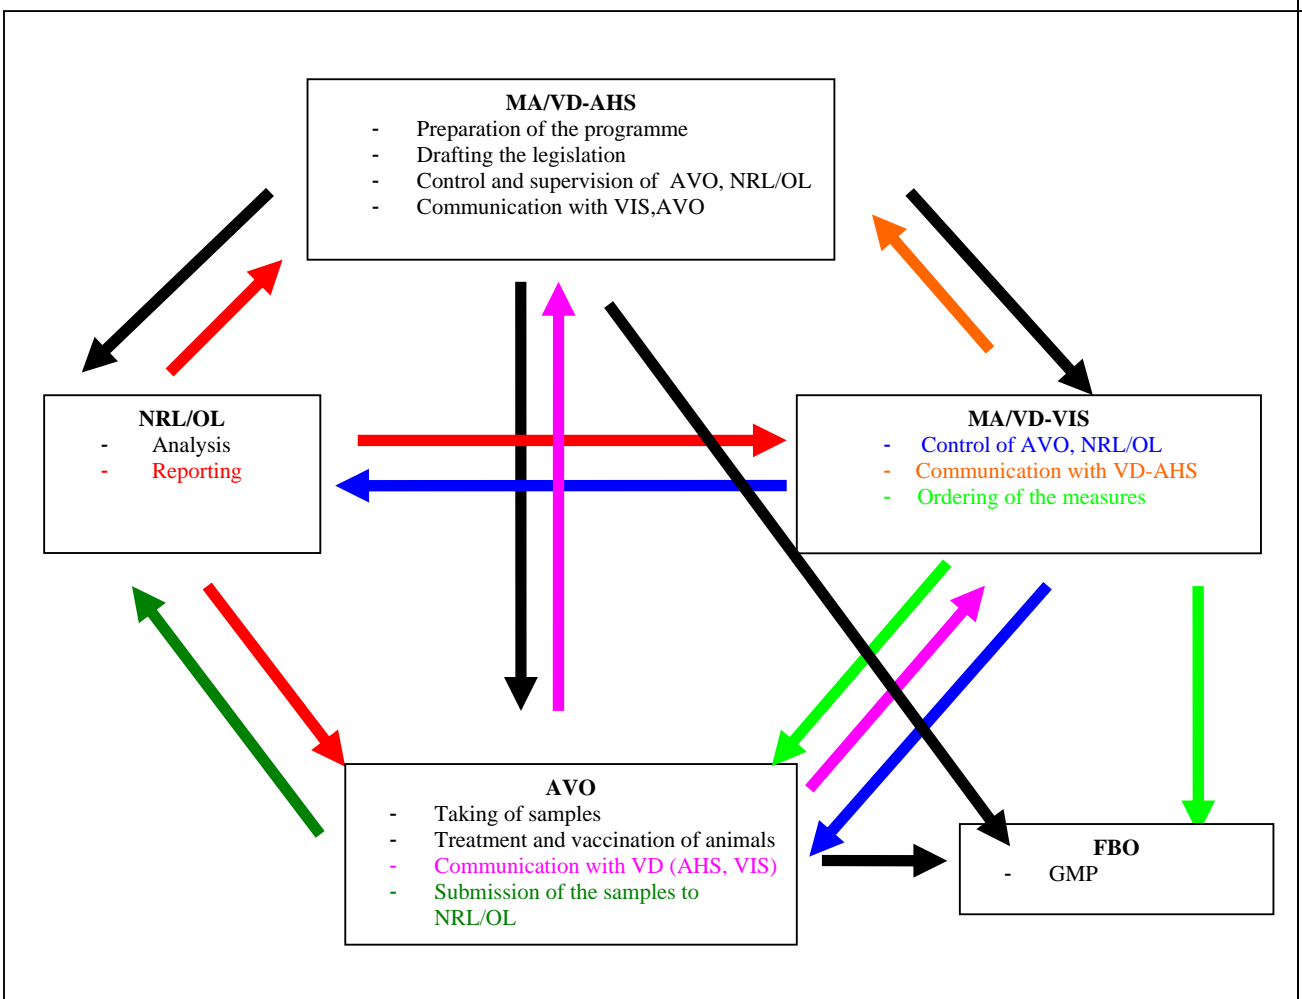 MA/VD-AHS
- Preparation of the programme
- Drafting the legislation
- Control and supervision of AVO, NRL/OL
- Communication with VIS,AVO
NRL/OL
- Analysis
- Reporting
MA/VD-VIS
- Control of AVO, NRL/OL
- Communication with VD-AHS
- Ordering of the measures
AVO
- Taking of samples
- Treatment and vaccination of animals
- Communication with VD (AHS, VIS)
- Submission of the samples to
NRL/OL
FBO
- GMP